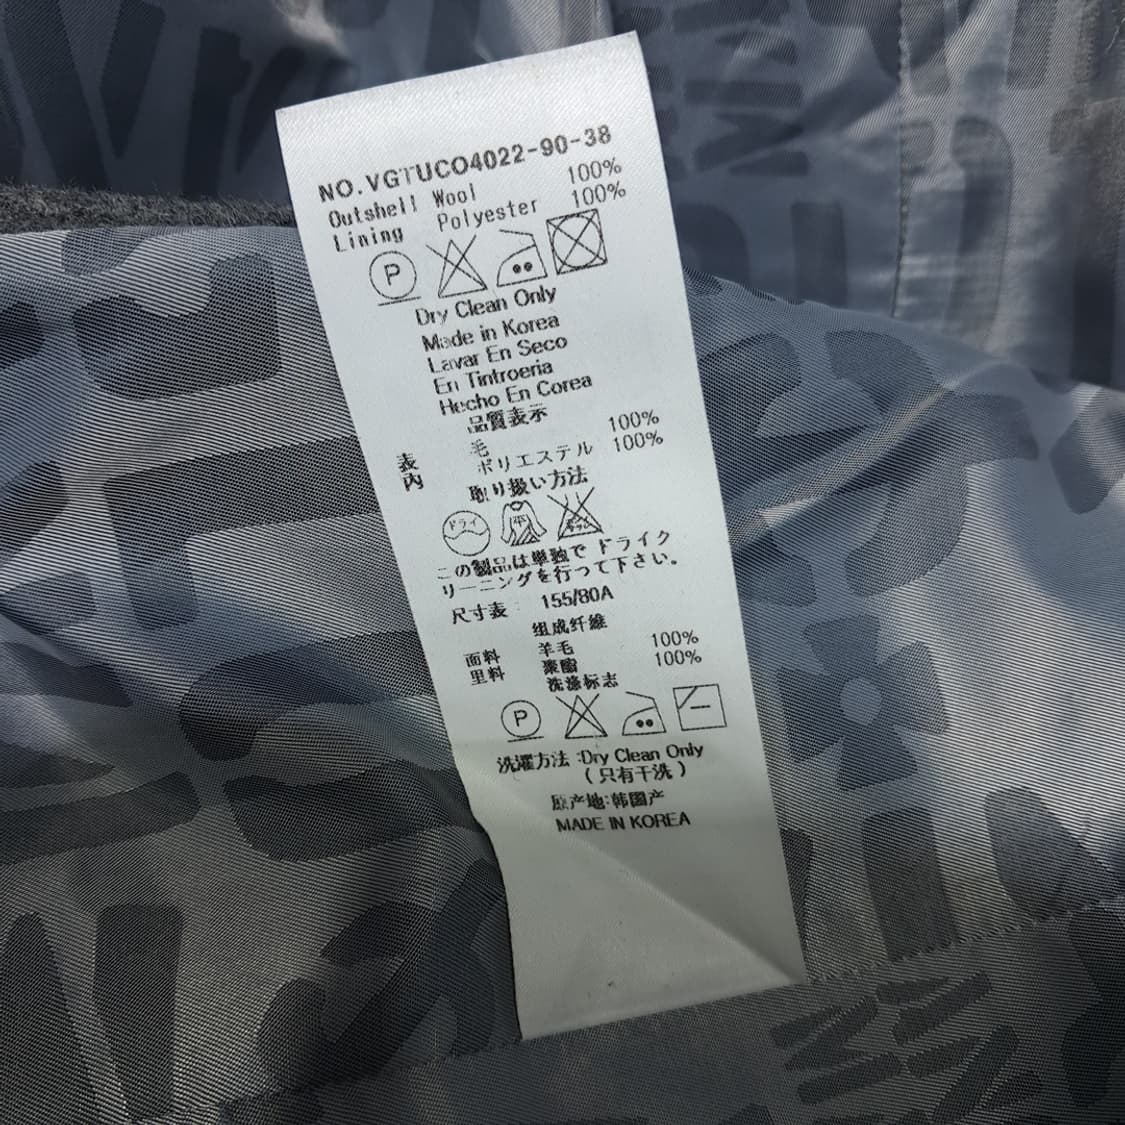 NO.VGTUCO4022-90-38
Outshell Wool 100%
Lining Polyester 100%
P
Dry Clean Only
Made in Korea
Lavar En Seco
En Tintroeria
Hecho En Corea
品質表示
表 毛 100%
内 ポリエステル 100%
取り扱い方法
ドライ
この製品は単独で ドライク
リーニングを行って下さい。
尺寸表: 155/80A
组成纤維
面料 羊毛 100%
里料 聚酯 100%
洗涤标志
P
洗濯方法:Dry Clean Only
(只有干洗)
原产地:韩国产
MADE IN KOREA